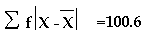 ∑ f|X - X̅| =100.6